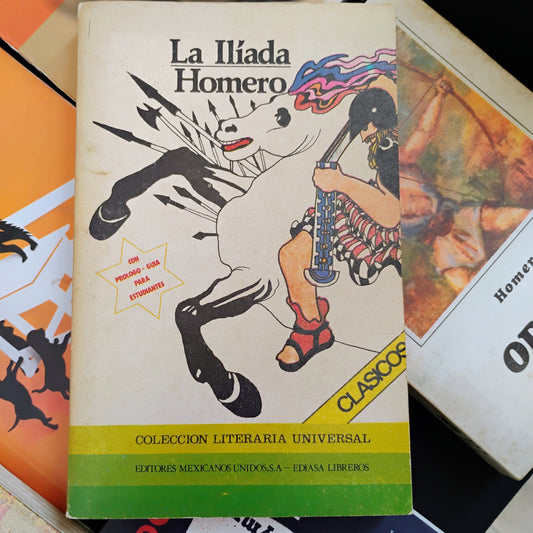 La Ilíada
Homero
CON
PROLOGO - GUIA
PARA
ESTUDIANTES
CLASICOS
COLECCION LITERARIA UNIVERSAL
EDITORES MEXICANOS UNIDOS, S.A — EDIASA LIBREROS
Homer
OD